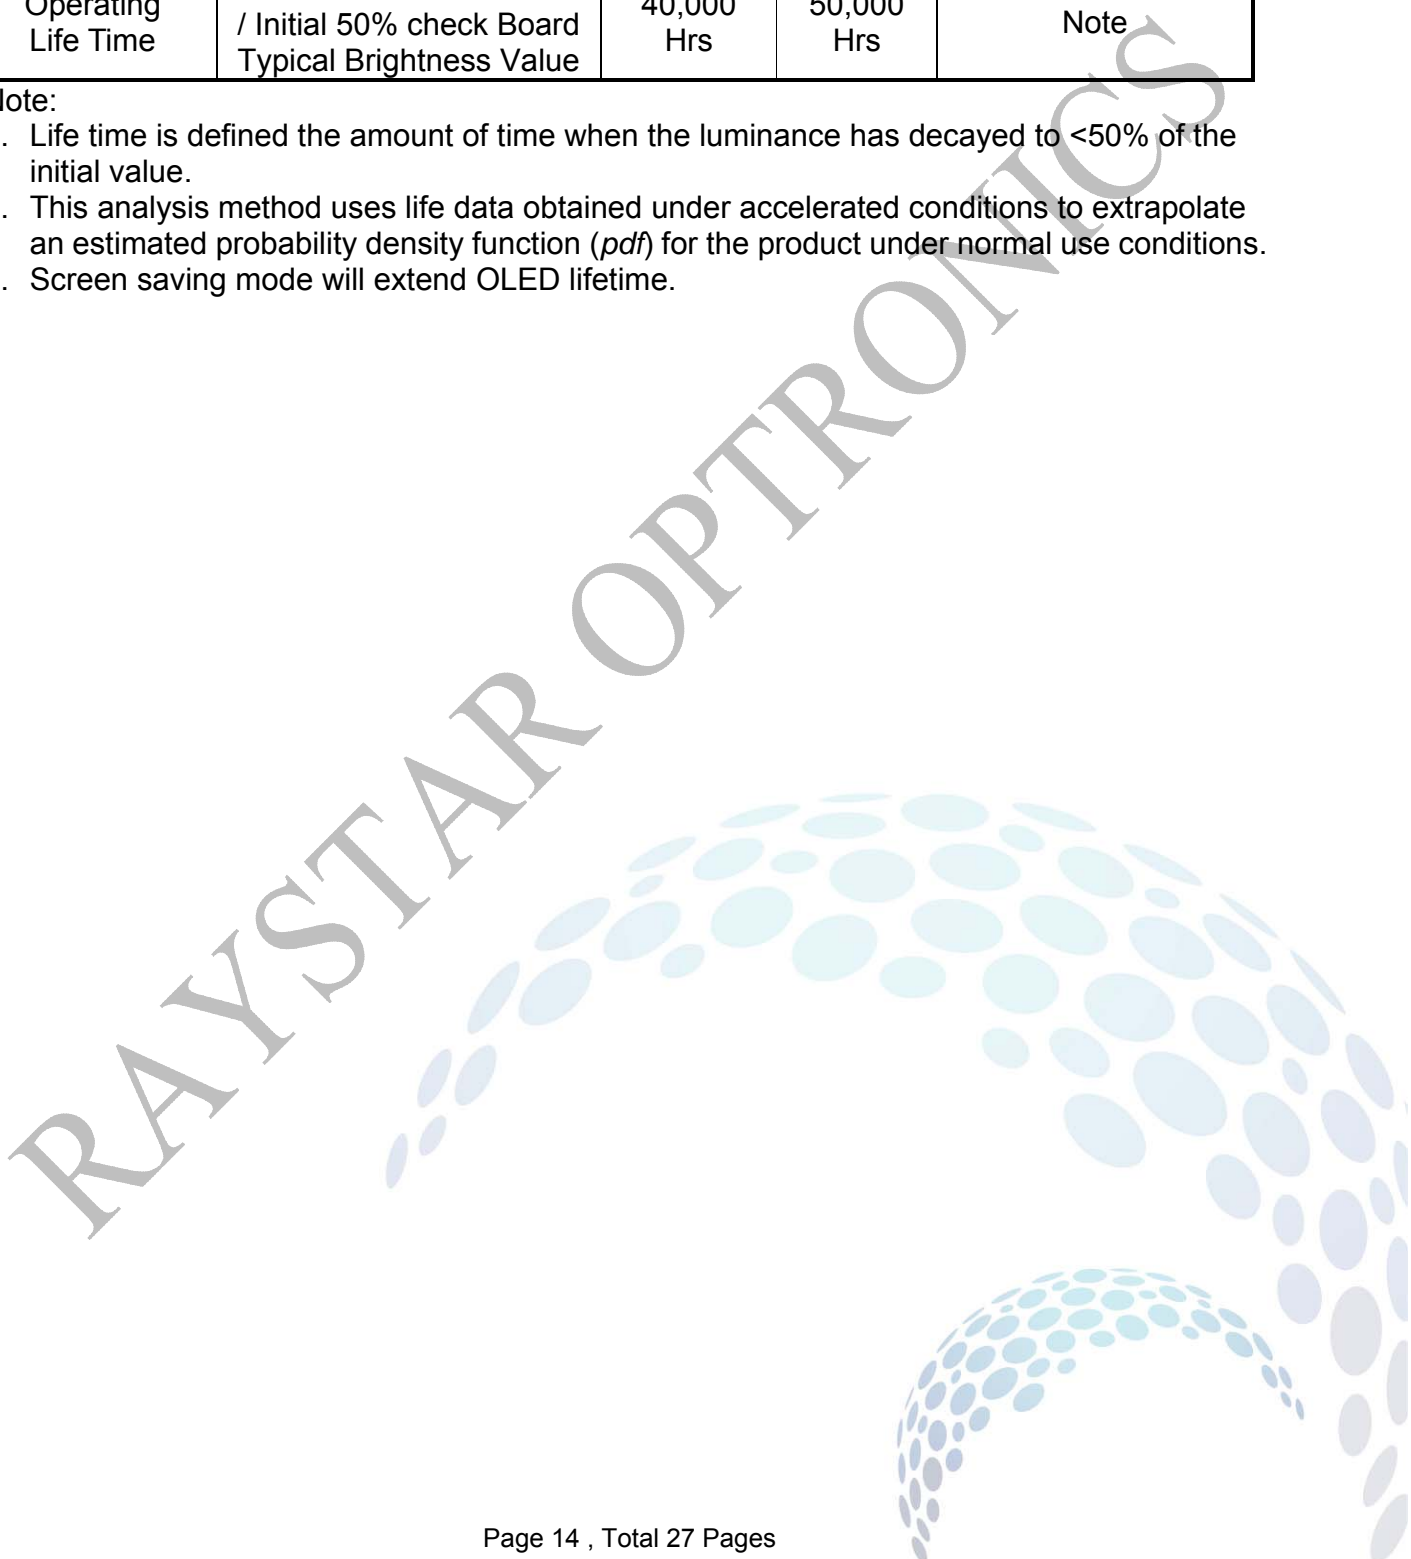 Operating
Life Time
/ Initial 50% check Board
Typical Brightness Value
40,000
Hrs
50,000
Hrs
Note
Note:
. Life time is defined the amount of time when the luminance has decayed to <50% of the
initial value.
. This analysis method uses life data obtained under accelerated conditions to extrapolate
an estimated probability density function (pdf) for the product under normal use conditions.
. Screen saving mode will extend OLED lifetime.
RAYSTAR OPTRONICS
Page 14 , Total 27 Pages